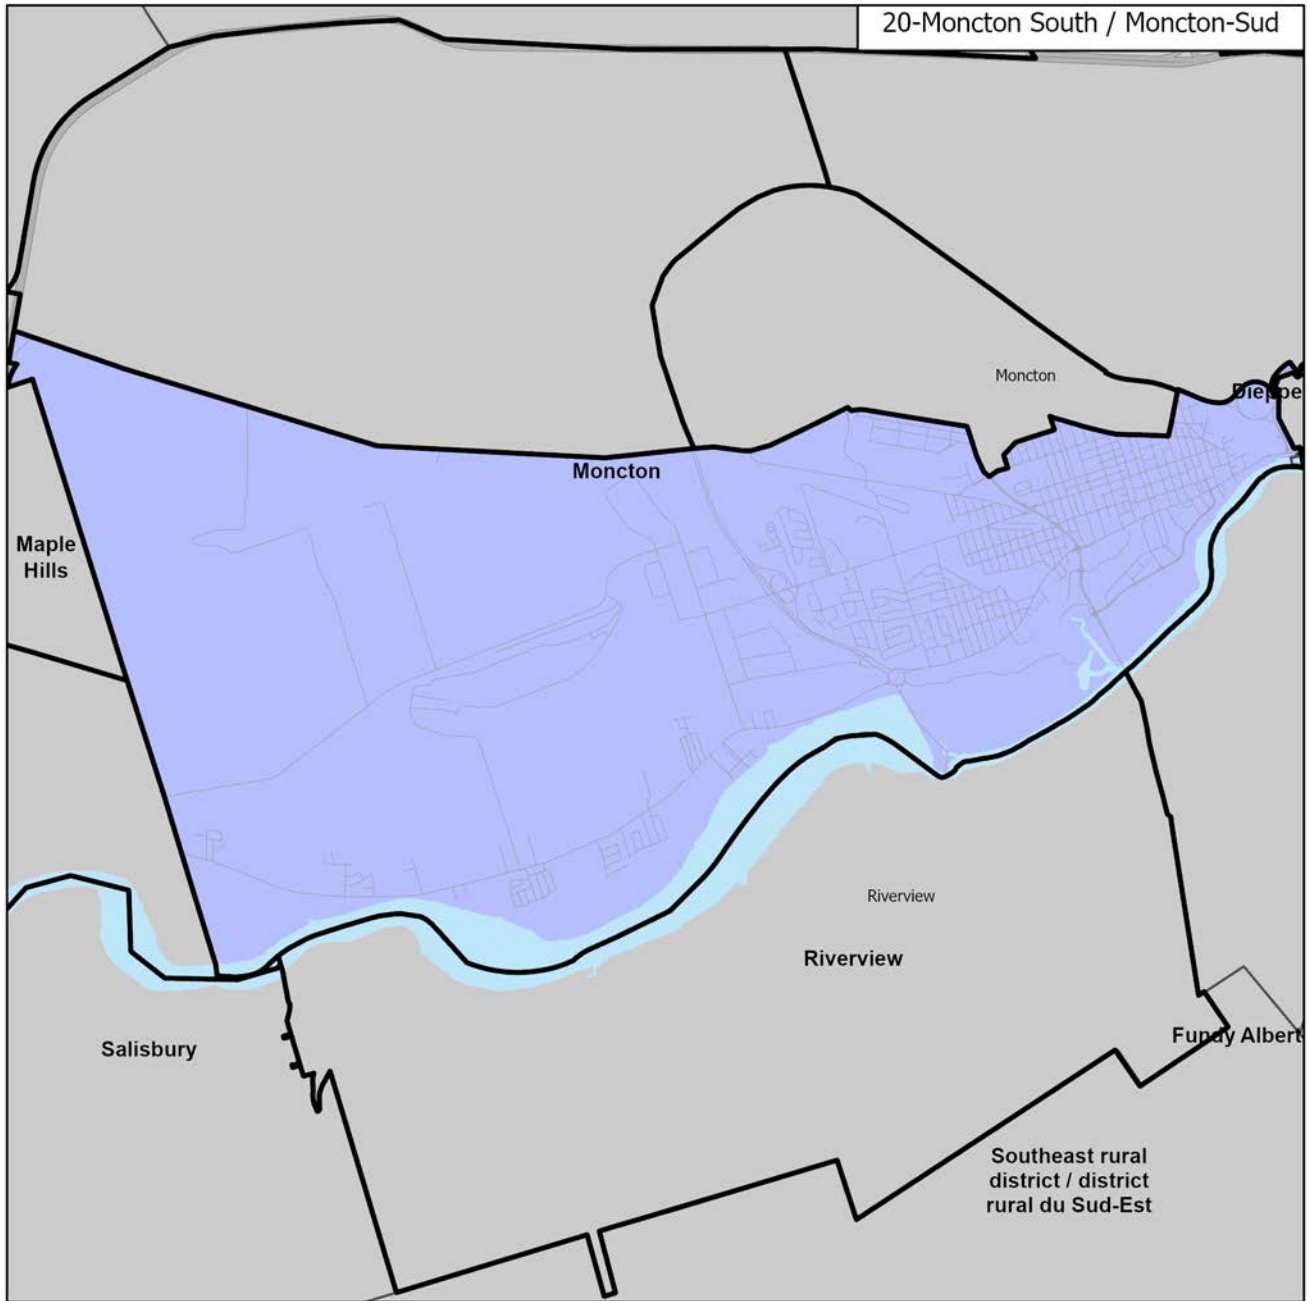 20-Moncton South / Moncton-Sud
Moncton
Dieppe
Moncton
Maple
Hills
Riverview
Riverview
Salisbury
Fundy Albert
Southeast rural
district / district
rural du Sud-Est